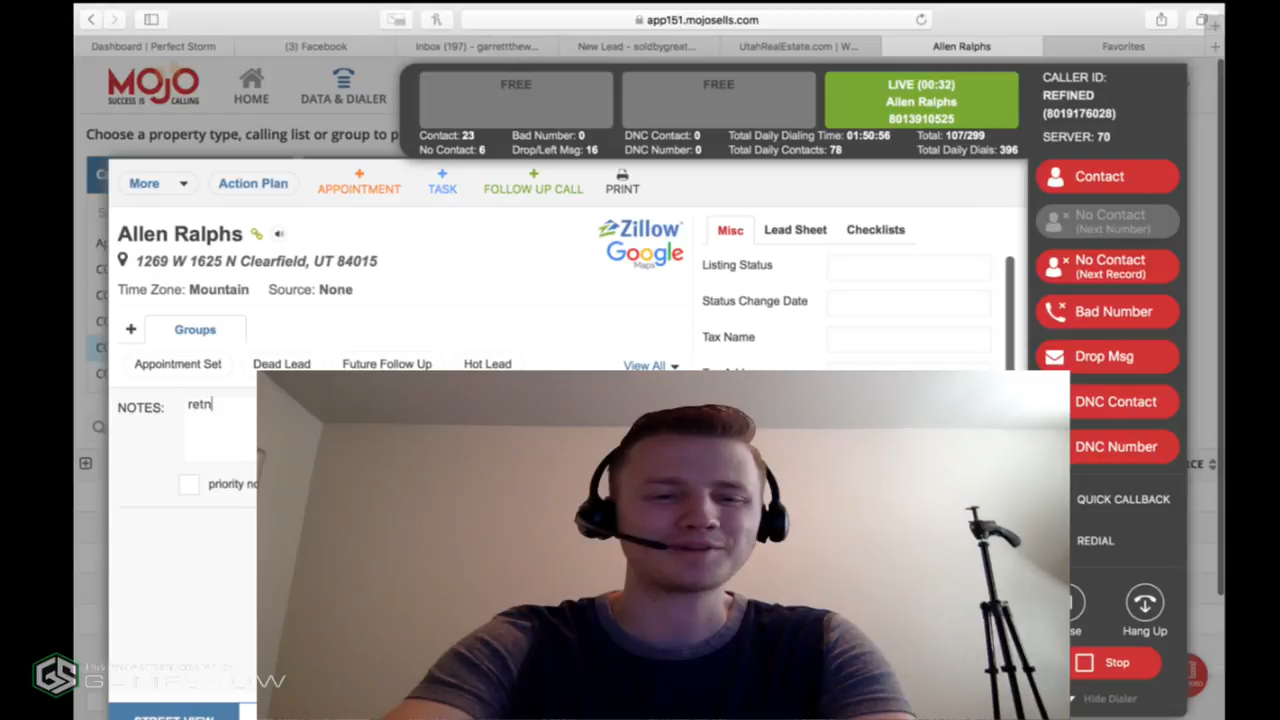 app151.mojosells.com
Dashboard | Perfect Storm
(3) Facebook
Inbox (197) - garrettthew...
New Lead - soldbygreat...
UtahRealEstate.com | W...
Allen Ralphs
Favorites
MOJO
SUCCESS IS CALLING
HOME
DATA & DIALER
FREE
FREE
LIVE (00:32)
Allen Ralphs
8013910525
CALLER ID:
REFINED
(8019176028)
SERVER: 70
Contact: 23
Bad Number: 0
DNC Contact: 0
Total Daily Dialing Time: 01:50:56
Total: 107/299
No Contact: 6
Drop/Left Msg: 16
DNC Number: 0
Total Daily Contacts: 78
Total Daily Dials: 396
Choose a property type, calling list or group to p
More
Action Plan
APPOINTMENT
TASK
FOLLOW UP CALL
PRINT
Allen Ralphs
1269 W 1625 N Clearfield, UT 84015
Time Zone: Mountain
Source: None
Zillow
Google
Maps
Misc
Lead Sheet
Checklists
Listing Status
Status Change Date
Tax Name
Groups
Appointment Set
Dead Lead
Future Follow Up
Hot Lead
View All
NOTES:
retn
priority no
STREET VIEW
Contact
No Contact
(Next Number)
No Contact
(Next Record)
Bad Number
Drop Msg
DNC Contact
DNC Number
QUICK CALLBACK
REDIAL
se
Hang Up
Stop
Hide Dialer
RCE